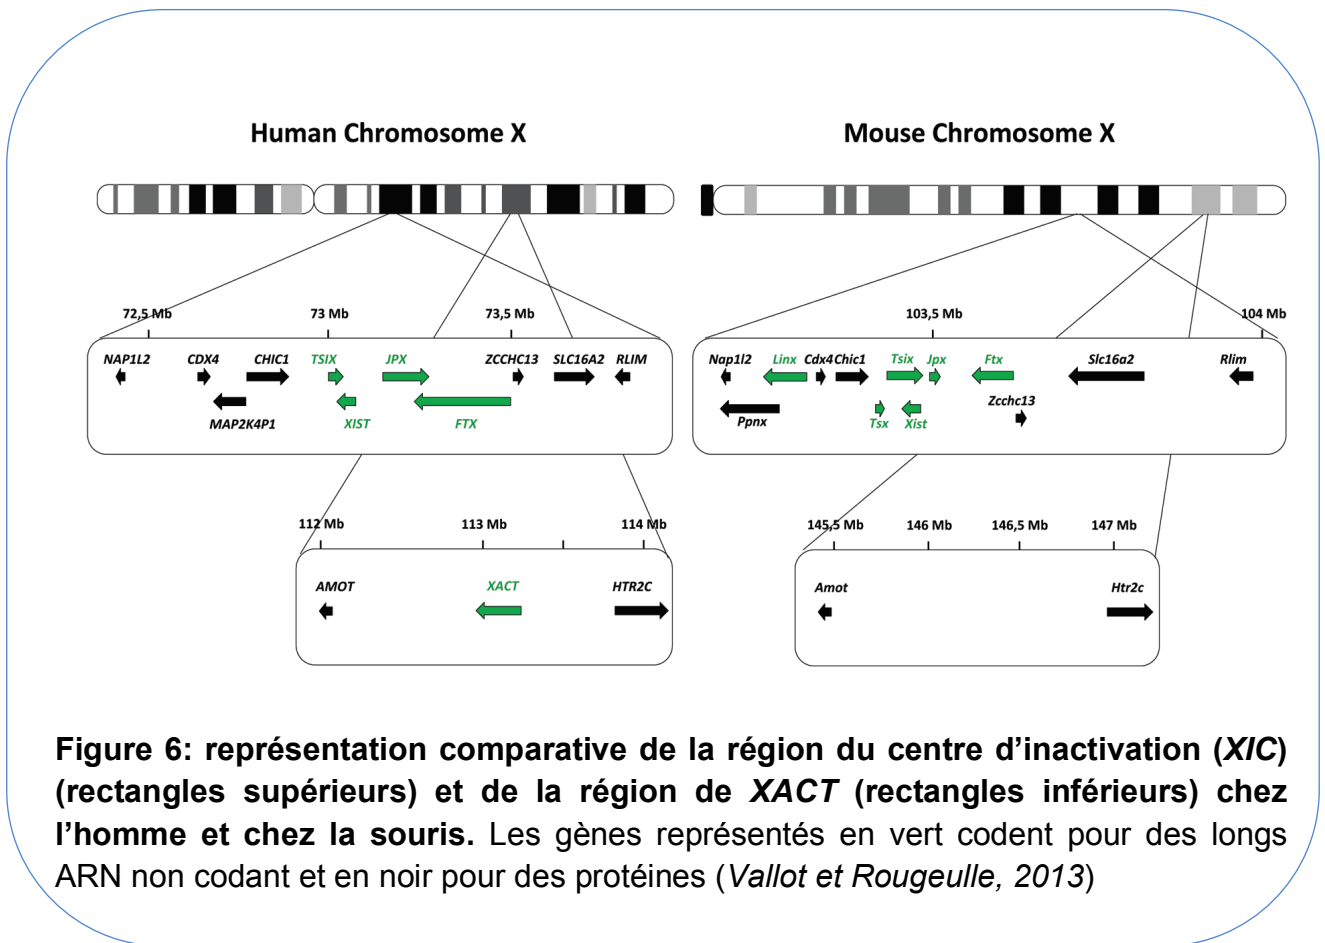 Human Chromosome X
Mouse Chromosome X
72,5 Mb 73 Mb 73,5 Mb
NAP1L2 CDX4 CHIC1 TSIX JPX ZCCHC13 SLC16A2 RLIM
MAP2K4P1 XIST FTX
103,5 Mb 104 Mb
Nap1l2 Linx Cdx4 Chic1 Tsix Jpx Ftx Slc16a2 Rlim
Zcchc13
Ppnx Tsx Xist
112 Mb 113 Mb 114 Mb
AMOT XACT HTR2C
145,5 Mb 146 Mb 146,5 Mb 147 Mb
Amot Htr2c
Figure 6: représentation comparative de la région du centre d’inactivation (XIC)
(rectangles supérieurs) et de la région de XACT (rectangles inférieurs) chez
l’homme et chez la souris. Les gènes représentés en vert codent pour des longs
ARN non codant et en noir pour des protéines (Vallot et Rougeulle, 2013)